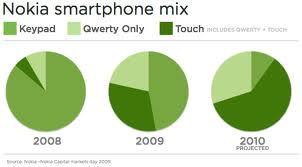 Nokia smartphone mix
Keypad Qwerty Only Touch INCLUDES QWERTY + TOUCH
2008 2009 2010
PROJECTED
Source: Nokia -Nokia Capital markets day 2009.